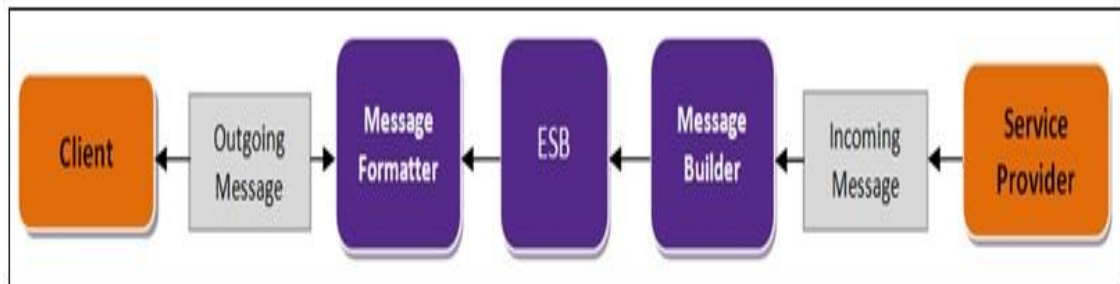 Client
Outgoing
Message
Message
Formatter
ESB
Message
Builder
Incoming
Message
Service
Provider